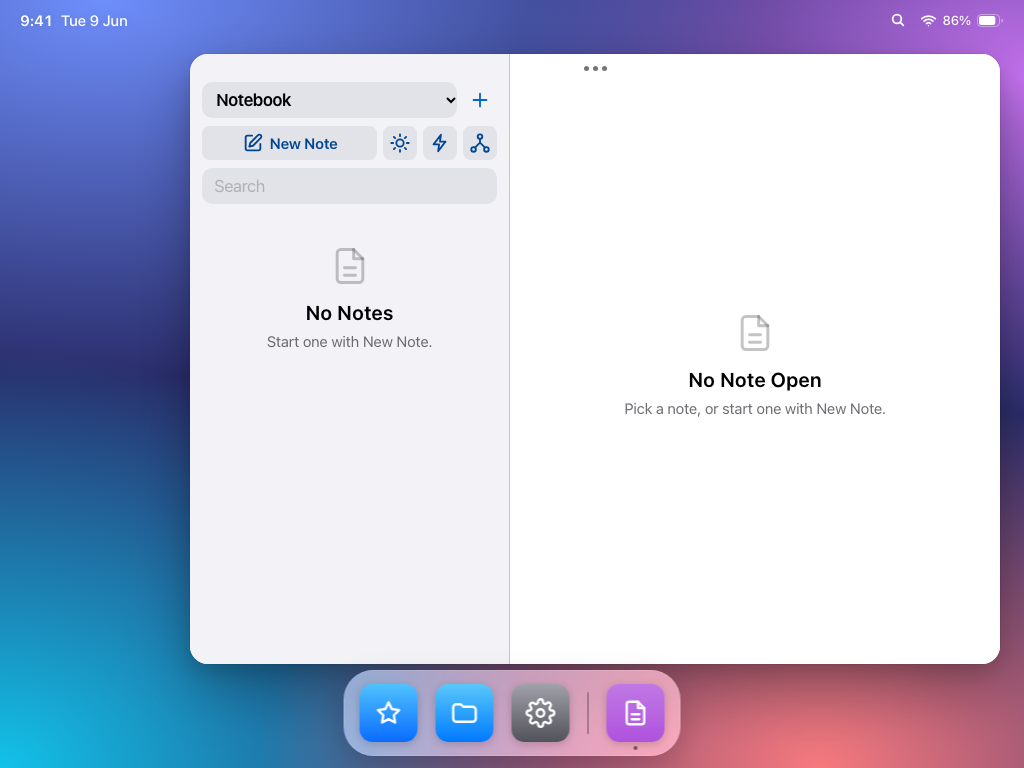 9:41 Tue 9 Jun
86%
Notebook
New Note
Search
No Notes
Start one with New Note.
No Note Open
Pick a note, or start one with New Note.